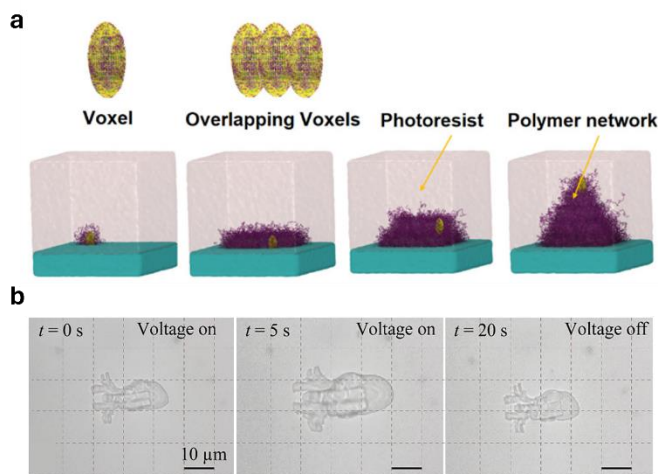 a
Voxel
Overlapping Voxels
Photoresist
Polymer network
b
t = 0 s
Voltage on
t = 5 s
Voltage on
t = 20 s
Voltage off
10 µm